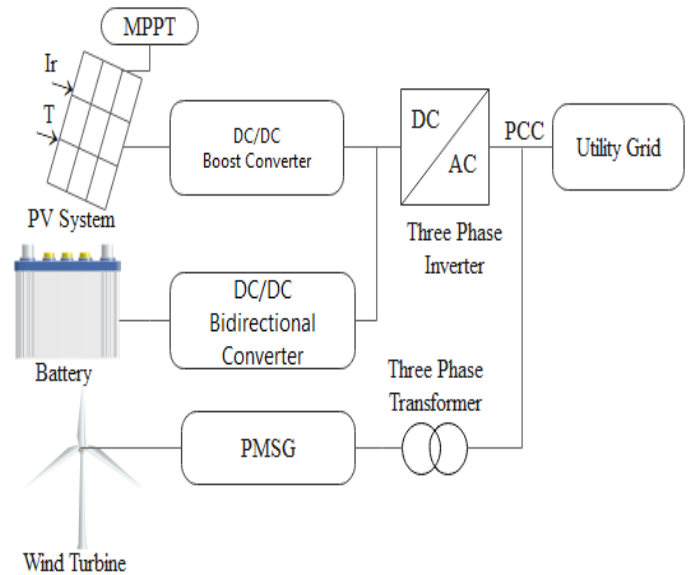 MPPT
Ir
T
PV System
DC/DC
Boost Converter
DC
AC
Three Phase
Inverter
PCC
Utility Grid
Battery
DC/DC
Bidirectional
Converter
Three Phase
Transformer
PMSG
Wind Turbine